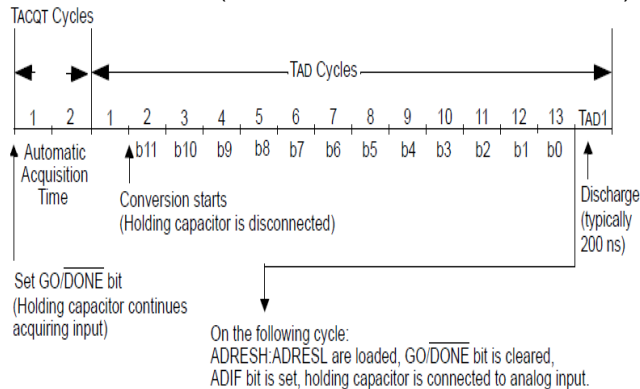 TACQT Cycles
TAD Cycles
1 2 1 2 3 4 5 6 7 8 9 10 11 12 13 TAD1
b11 b10 b9 b8 b7 b6 b5 b4 b3 b2 b1 b0
Automatic
Acquisition
Time
Conversion starts
(Holding capacitor is disconnected)
Discharge
(typically
200 ns)
Set GO/DONE bit
(Holding capacitor continues
acquiring input)
On the following cycle:
ADRESH:ADRESL are loaded, GO/DONE bit is cleared,
ADIF bit is set, holding capacitor is connected to analog input.